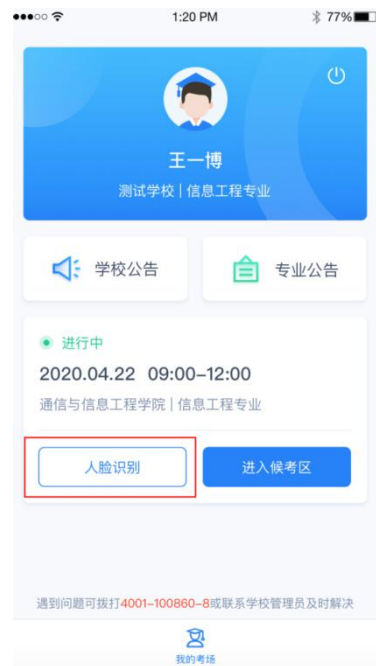 1:20 PM
77%
王一博
测试学校 | 信息工程专业
学校公告
专业公告
进行中
2020.04.22 09:00-12:00
通信与信息工程学院 | 信息工程专业
人脸识别
进入候考区
遇到问题可拨打4001-100860-8或联系学校管理员及时解决
我的考场